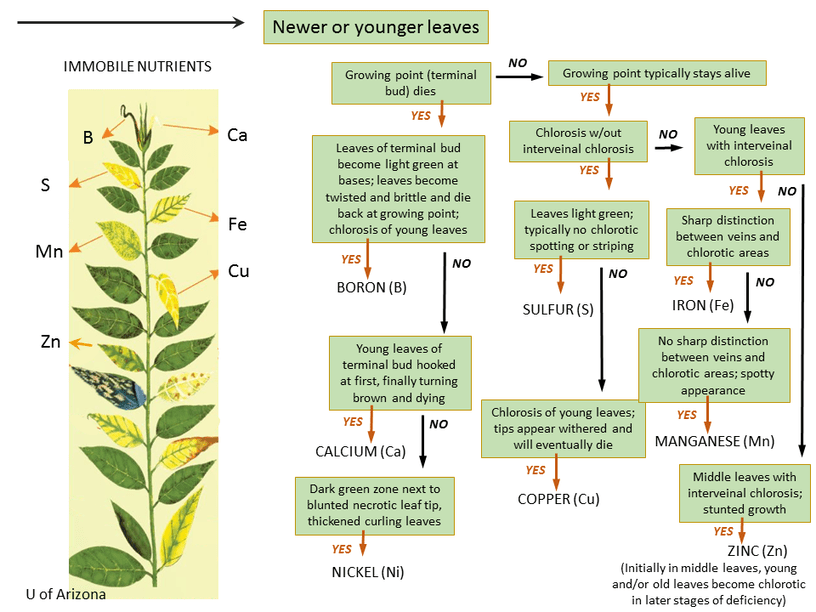 Newer or younger leaves
IMMOBILE NUTRIENTS
B
Ca
S
Fe
Mn
Cu
Zn
U of Arizona
Growing point (terminal
bud) dies
NO
Growing point typically stays alive
YES
YES
Leaves of terminal bud
become light green at
bases; leaves become
twisted and brittle and die
back at growing point;
chlorosis of young leaves
YES
NO
BORON (B)
Young leaves of
terminal bud hooked
at first, finally turning
brown and dying
YES
NO
CALCIUM (Ca)
Dark green zone next to
blunted necrotic leaf tip,
thickened curling leaves
YES
NICKEL (Ni)
Chlorosis w/out
interveinal chlorosis
NO
YES
Leaves light green;
typically no chlorotic
spotting or striping
YES
NO
SULFUR (S)
Chlorosis of young leaves;
tips appear withered and
will eventually die
YES
COPPER (Cu)
Young leaves
with interveinal
chlorosis
YES
NO
Sharp distinction
between veins and
chlorotic areas
YES
NO
IRON (Fe)
No sharp distinction
between veins and
chlorotic areas; spotty
appearance
YES
MANGANESE (Mn)
Middle leaves with
interveinal chlorosis;
stunted growth
YES
ZINC (Zn)
(Initially in middle leaves, young
and/or old leaves become chlorotic
in later stages of deficiency)